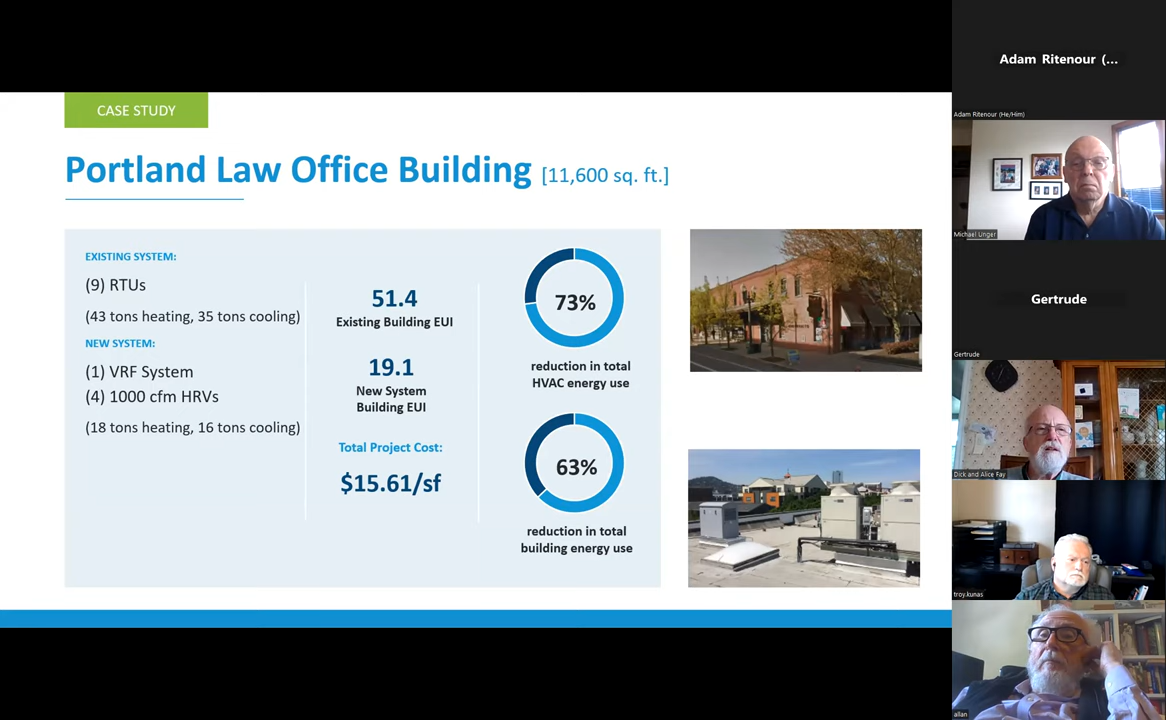 CASE STUDY
Portland Law Office Building [11,600 sq. ft.]
EXISTING SYSTEM:
(9) RTUs
(43 tons heating, 35 tons cooling)
NEW SYSTEM:
(1) VRF System
(4) 1000 cfm HRVs
(18 tons heating, 16 tons cooling)
51.4
Existing Building EUI
19.1
New System
Building EUI
Total Project Cost:
$15.61/sf
73%
reduction in total
HVAC energy use
63%
reduction in total
building energy use
Adam Ritenour (...
Adam Ritenour (He/Him)
Michael Unger
Gertrude
Gertrude
Dick and Alice Fay
troy.kunas
allan